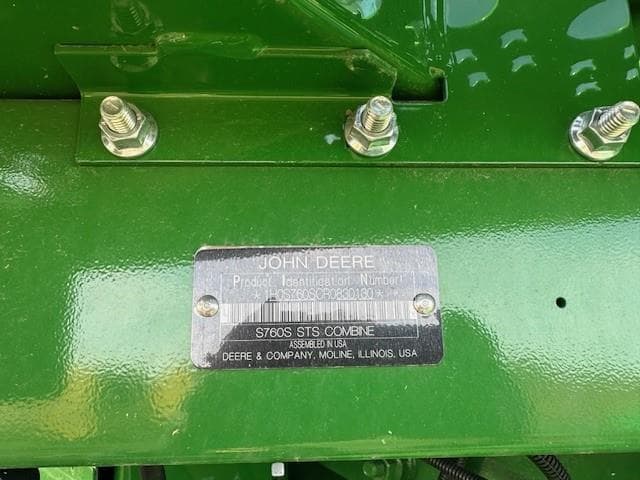 JOHN DEERE
Product Identification Number
S760S STS COMBINE
ASSEMBLED IN USA
DEERE & COMPANY, MOLINE, ILLINOIS, USA